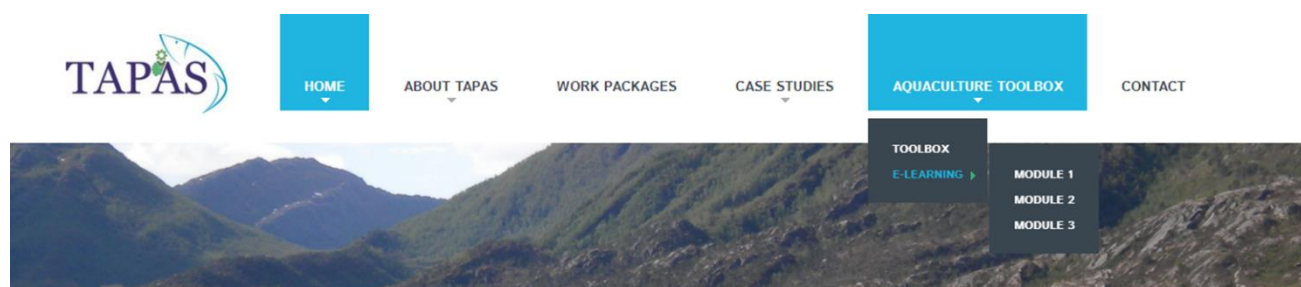 TAPAS
HOME
ABOUT TAPAS
WORK PACKAGES
CASE STUDIES
AQUACULTURE TOOLBOX
CONTACT
TOOLBOX
E-LEARNING
MODULE 1
MODULE 2
MODULE 3